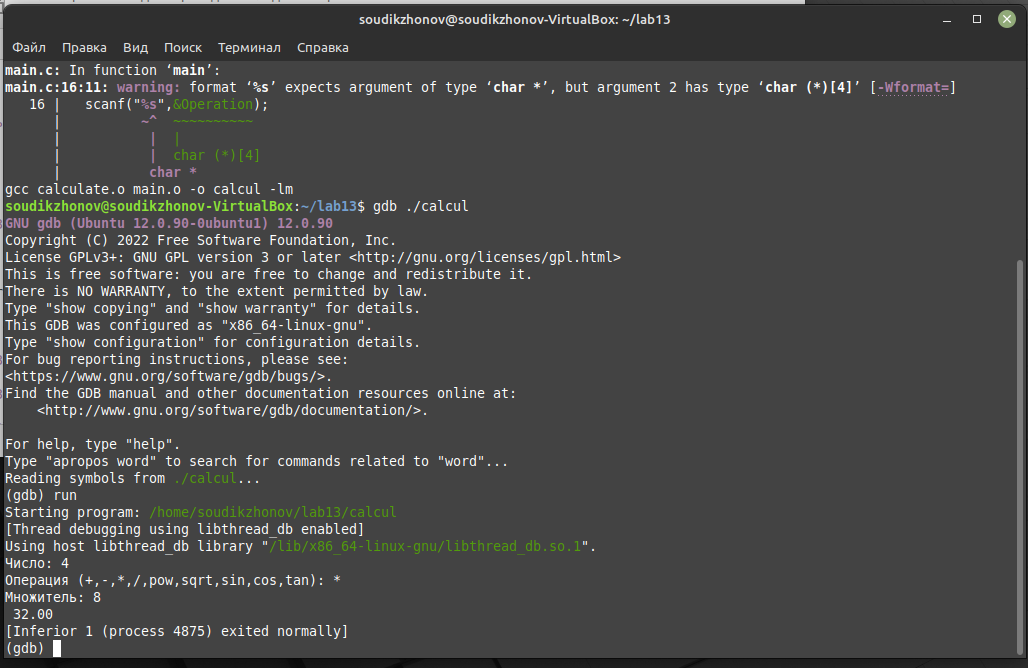 soudikzhonov@soudikzhonov-VirtualBox: ~/lab13
Файл Правка Вид Поиск Терминал Справка
main.c: In function ‘main’:
main.c:16:11: warning: format ‘%s’ expects argument of type ‘char *’, but argument 2 has type ‘char (*)[4]’ [-Wformat=]
   16 |   scanf("%s",&Operation);
      |          ~^  ~~~~~~~~~~
      |           |  |
      |           |  char (*)[4]
      |           char *
gcc calculate.o main.o -o calcul -lm
soudikzhonov@soudikzhonov-VirtualBox:~/lab13$ gdb ./calcul
GNU gdb (Ubuntu 12.0.90-0ubuntu1) 12.0.90
Copyright (C) 2022 Free Software Foundation, Inc.
License GPLv3+: GNU GPL version 3 or later <http://gnu.org/licenses/gpl.html>
This is free software: you are free to change and redistribute it.
There is NO WARRANTY, to the extent permitted by law.
Type "show copying" and "show warranty" for details.
This GDB was configured as "x86_64-linux-gnu".
Type "show configuration" for configuration details.
For bug reporting instructions, please see:
<https://www.gnu.org/software/gdb/bugs/>.
Find the GDB manual and other documentation resources online at:
    <http://www.gnu.org/software/gdb/documentation/>.
For help, type "help".
Type "apropos word" to search for commands related to "word"...
Reading symbols from ./calcul...
(gdb) run
Starting program: /home/soudikzhonov/lab13/calcul
[Thread debugging using libthread_db enabled]
Using host libthread_db library "/lib/x86_64-linux-gnu/libthread_db.so.1".
Число: 4
Операция (+,-,*,/,pow,sqrt,sin,cos,tan): *
Множитель: 8
 32.00
[Inferior 1 (process 4875) exited normally]
(gdb)